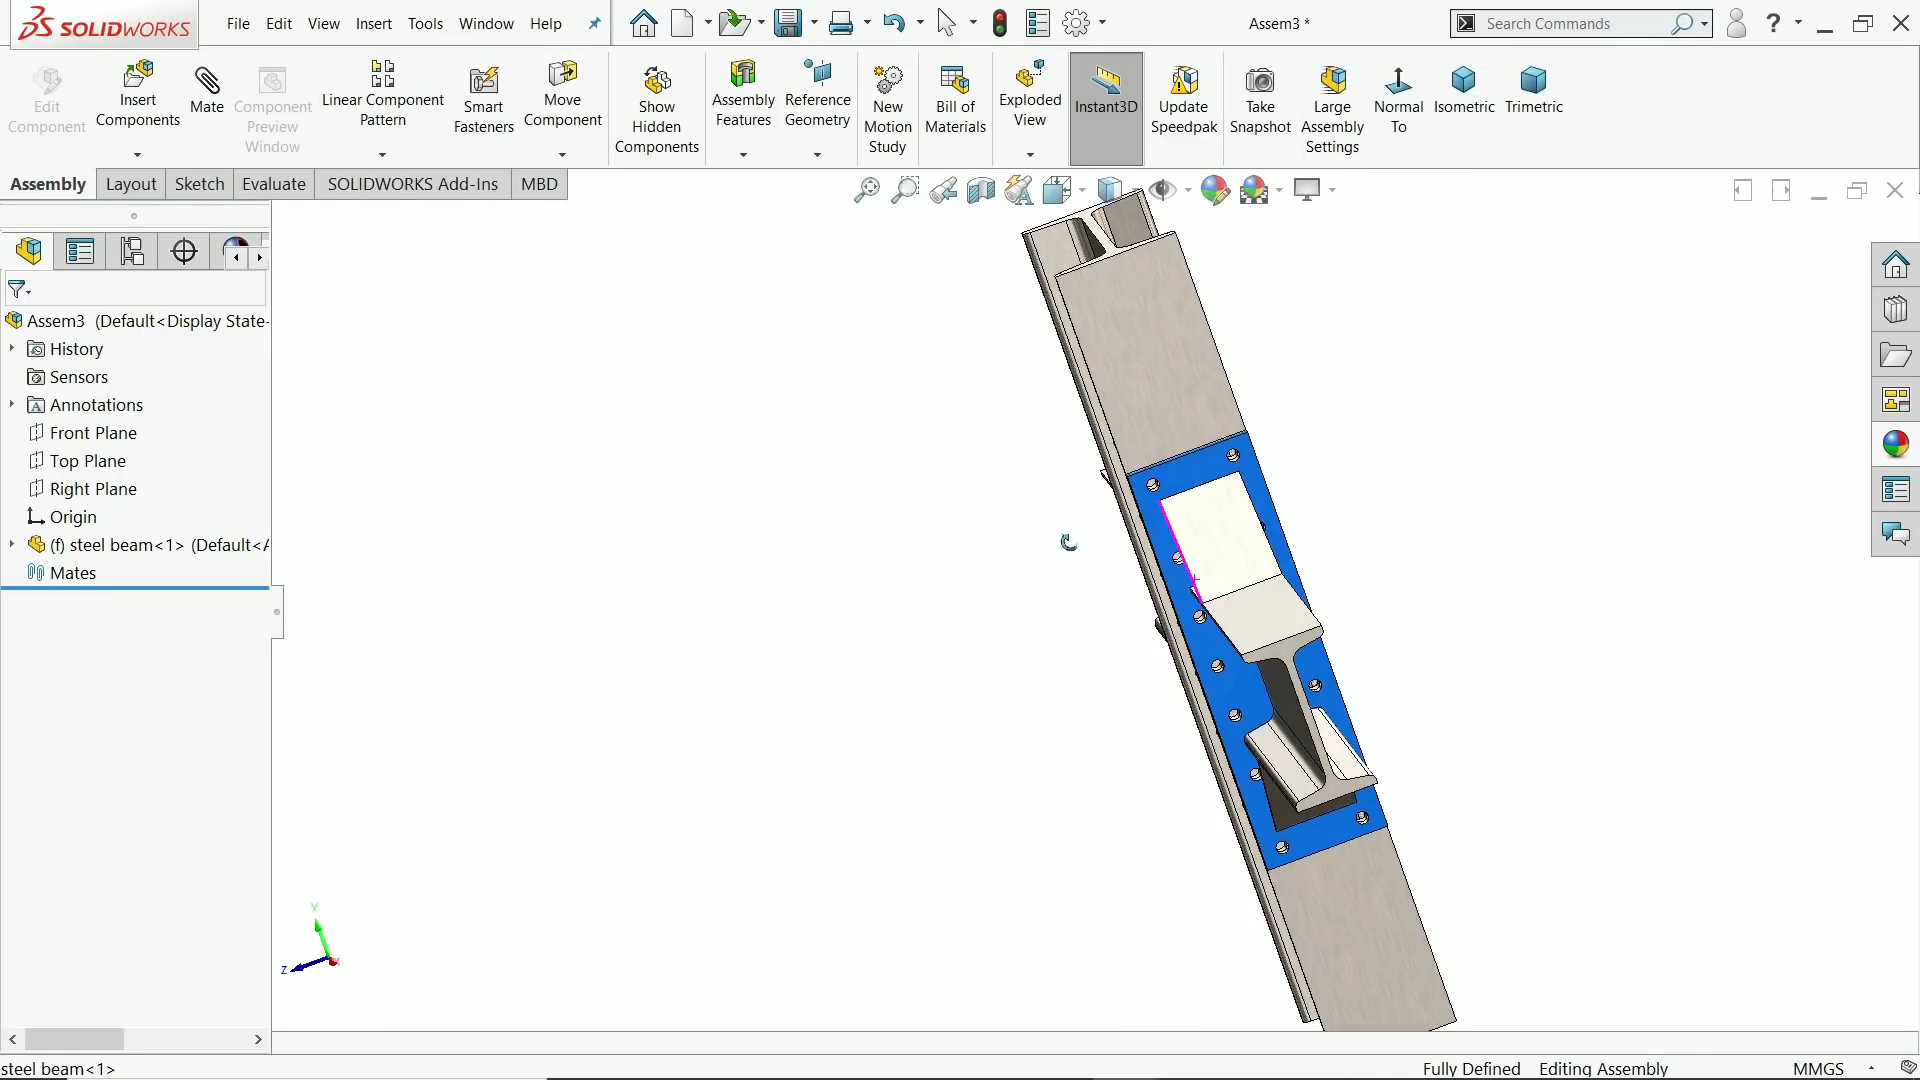 SOLIDWORKS
File Edit View Insert Tools Window Help
Assem3 *
Search Commands
Edit Component
Insert Components
Mate
Component Preview Window
Linear Component Pattern
Smart Fasteners
Move Component
Show Hidden Components
Assembly Features
Reference Geometry
New Motion Study
Bill of Materials
Exploded View
Instant3D
Update Speedpak
Take Snapshot
Large Assembly Settings
Normal To
Isometric
Trimetric
Assembly Layout Sketch Evaluate SOLIDWORKS Add-Ins MBD
Assem3 (Default<Display State-
History
Sensors
Annotations
Front Plane
Top Plane
Right Plane
Origin
(f) steel beam<1> (Default<
Mates
Y
Z
steel beam<1>
Fully Defined Editing Assembly MMGS